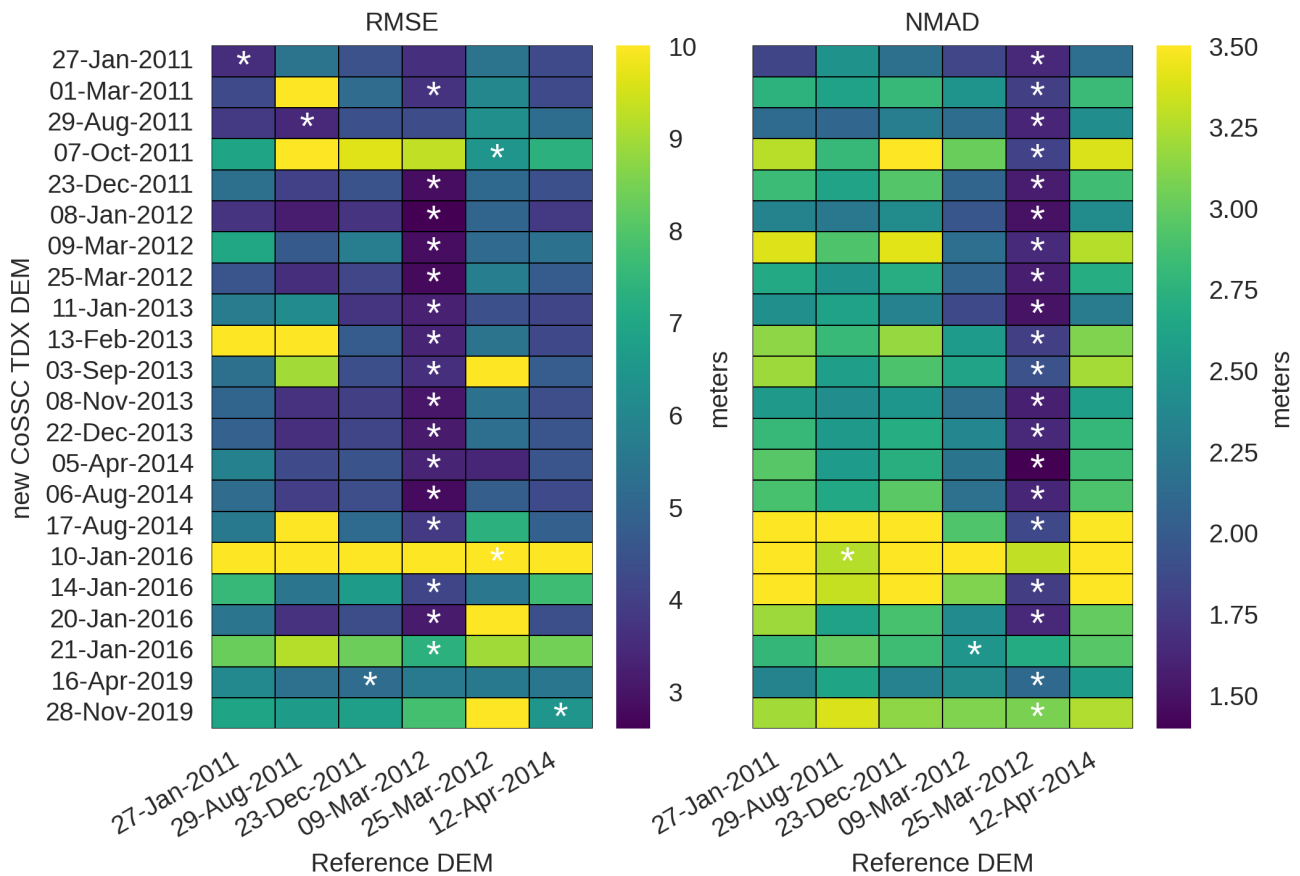 RMSE
NMAD
27-Jan-2011
01-Mar-2011
29-Aug-2011
07-Oct-2011
23-Dec-2011
08-Jan-2012
09-Mar-2012
25-Mar-2012
11-Jan-2013
13-Feb-2013
03-Sep-2013
08-Nov-2013
22-Dec-2013
05-Apr-2014
06-Aug-2014
17-Aug-2014
10-Jan-2016
14-Jan-2016
20-Jan-2016
21-Jan-2016
16-Apr-2019
28-Nov-2019
new CoSSC TDX DEM
27-Jan-2011
29-Aug-2011
23-Dec-2011
09-Mar-2012
25-Mar-2012
12-Apr-2014
Reference DEM
10
9
8
7
6
5
4
3
meters
27-Jan-2011
29-Aug-2011
23-Dec-2011
09-Mar-2012
25-Mar-2012
12-Apr-2014
Reference DEM
3.50
3.25
3.00
2.75
2.50
2.25
2.00
1.75
1.50
meters